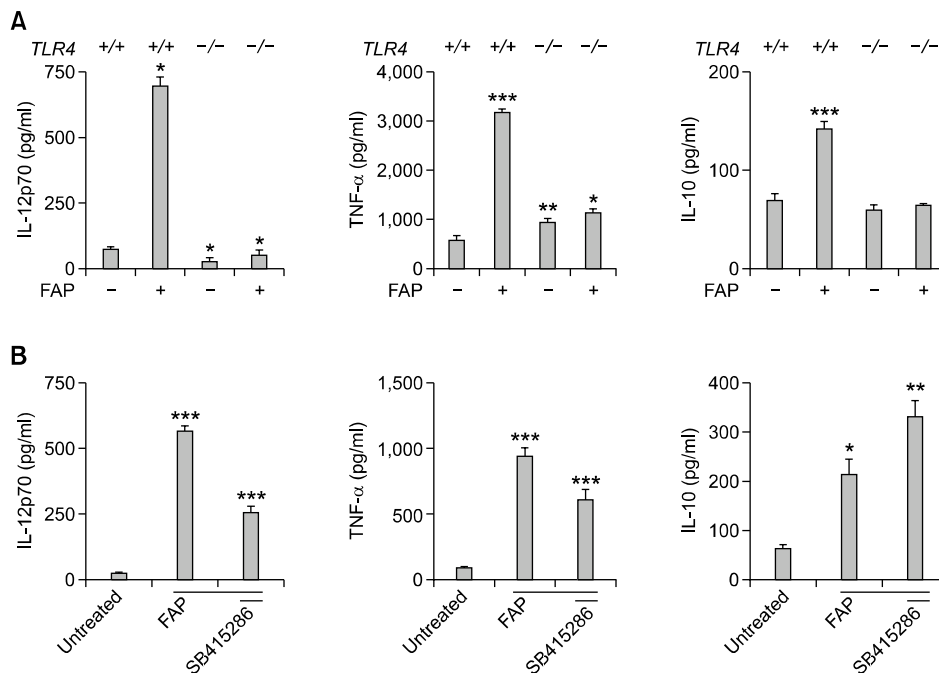 A
TLR4 +/+ +/+ −/− −/−
IL-12p70 (pg/ml)
750
500
250
0
* * *
FAP − + − +
TLR4 +/+ +/+ −/− −/−
TNF-α (pg/ml)
4,000
3,000
2,000
1,000
0
*** ** *
FAP − + − +
TLR4 +/+ +/+ −/− −/−
IL-10 (pg/ml)
200
100
0
***
FAP − + − +
B
IL-12p70 (pg/ml)
750
500
250
0
***
***
Untreated
FAP
SB415286
TNF-α (pg/ml)
1,500
1,000
500
0
***
***
Untreated
FAP
SB415286
IL-10 (pg/ml)
400
300
200
100
0
*
**
Untreated
FAP
SB415286